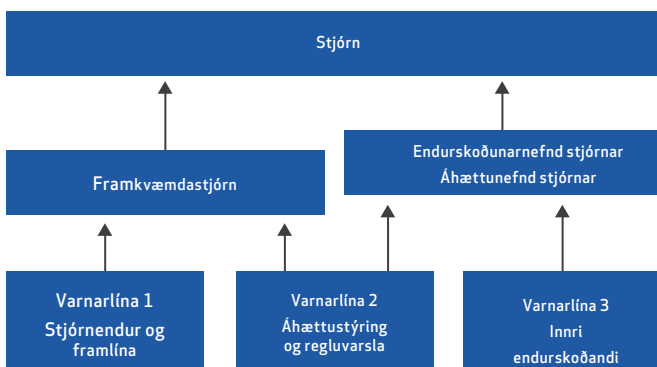 Stjórn
Framkvæmdastjórn
Endurskoðunarnefnd stjórnar
Áhættunefnd stjórnar
Varnarlína 1
Stjórnendur og
framlína
Varnarlína 2
Áhættustýring
og regluvarsla
Varnarlína 3
Innri
endurskoðandi